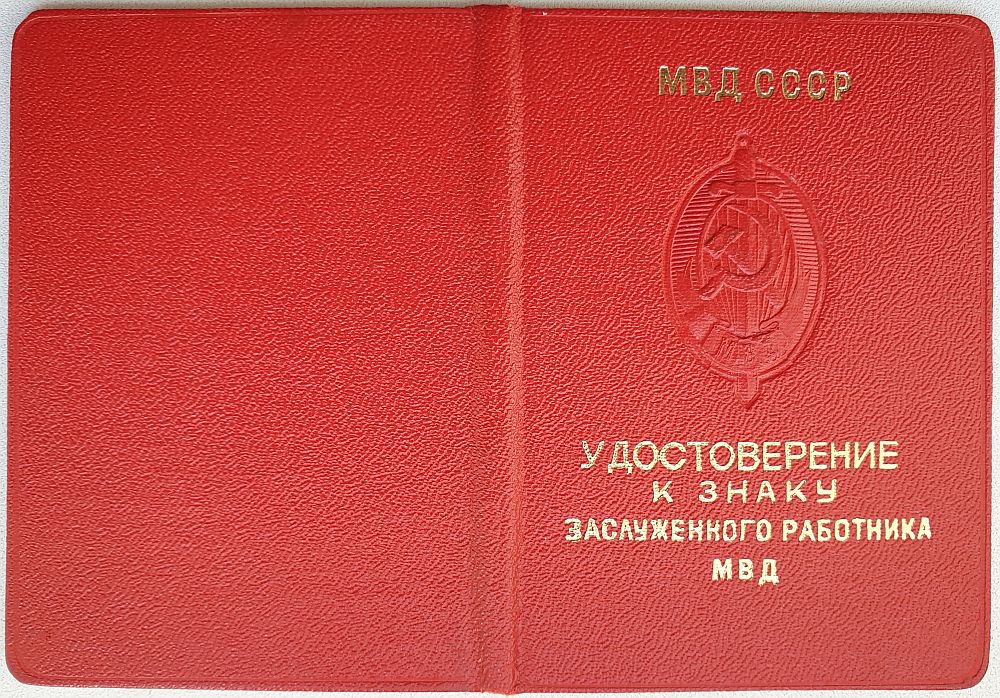 МВД СССР
УДОСТОВЕРЕНИЕ
К ЗНАКУ
ЗАСЛУЖЕННОГО РАБОТНИКА
МВД